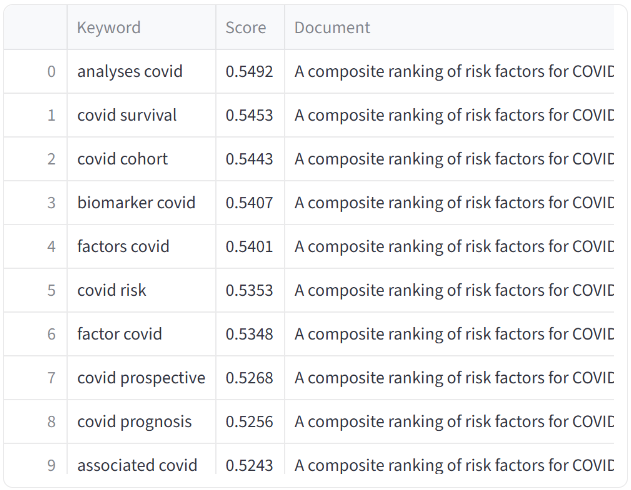 Keyword Score Document
0 analyses covid 0.5492 A composite ranking of risk factors for COVID
1 covid survival 0.5453 A composite ranking of risk factors for COVID
2 covid cohort 0.5443 A composite ranking of risk factors for COVID
3 biomarker covid 0.5407 A composite ranking of risk factors for COVID
4 factors covid 0.5401 A composite ranking of risk factors for COVID
5 covid risk 0.5353 A composite ranking of risk factors for COVID
6 factor covid 0.5348 A composite ranking of risk factors for COVID
7 covid prospective 0.5268 A composite ranking of risk factors for COVID
8 covid prognosis 0.5256 A composite ranking of risk factors for COVID
9 associated covid 0.5243 A composite ranking of risk factors for COVID